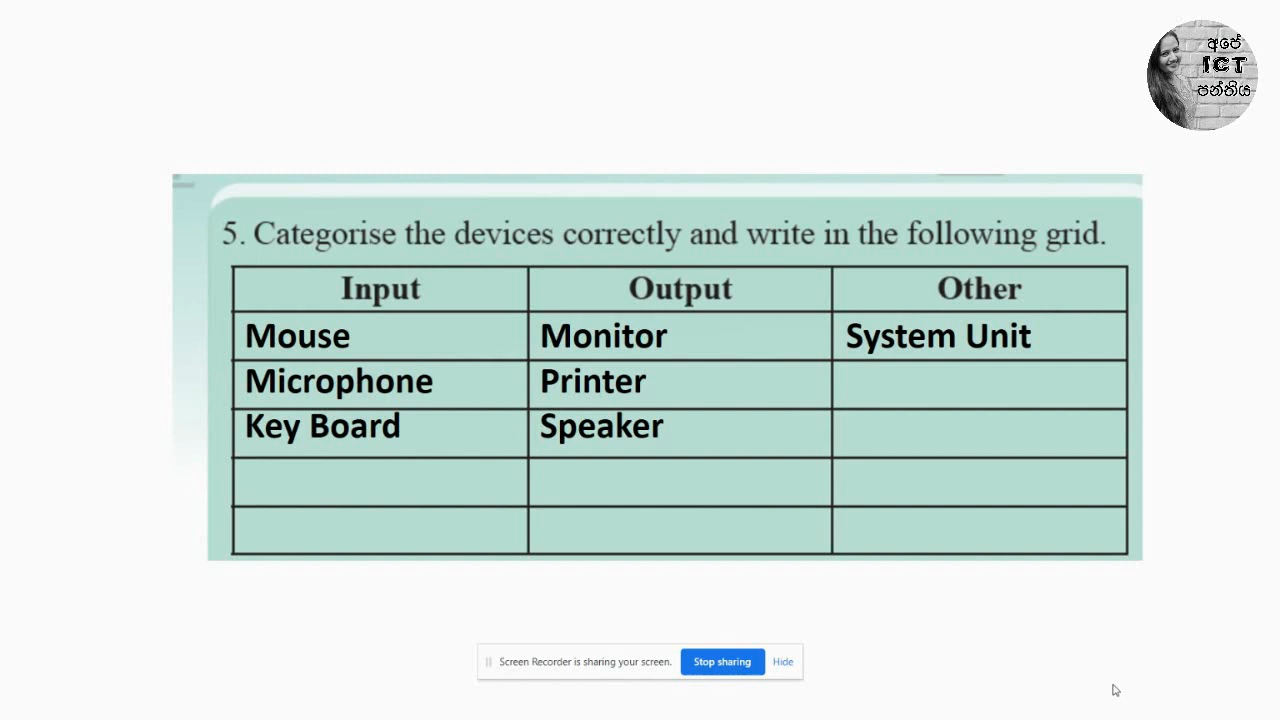 අපේ
ICT
පන්තිය
5. Categorise the devices correctly and write in the following grid.
Input Output Other
Mouse Monitor System Unit
Microphone Printer
Key Board Speaker
Screen Recorder is sharing your screen. Stop sharing Hide